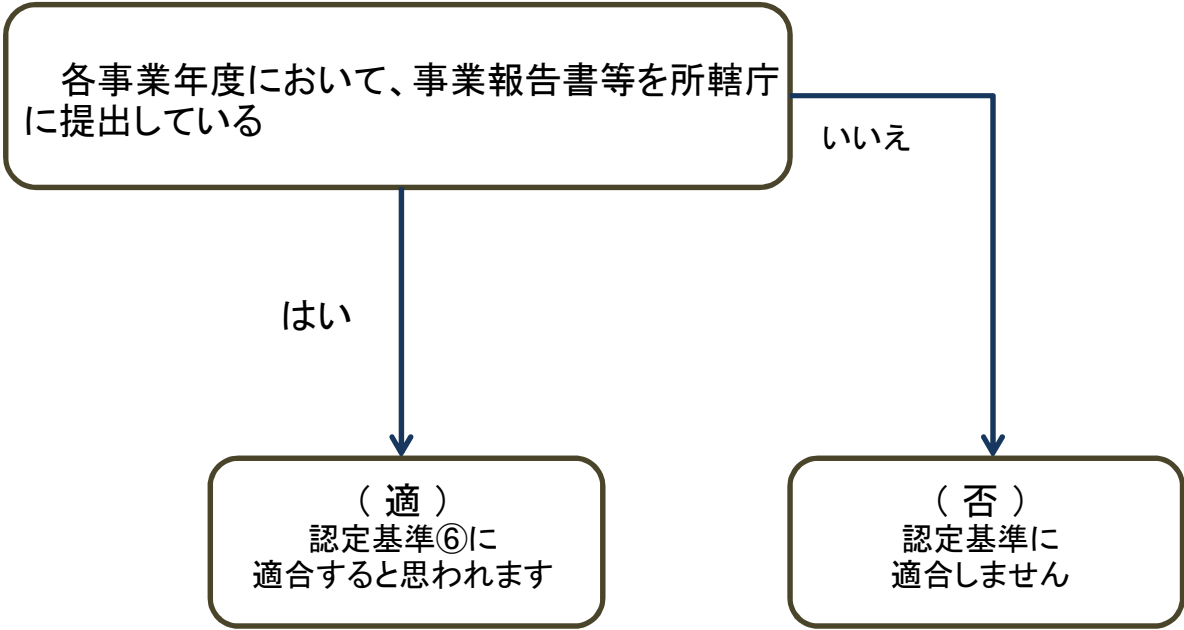 各事業年度において、事業報告書等を所轄庁
に提出している
いいえ
はい
（ 適 ）
認定基準⑥に
適合すると思われます
（ 否 ）
認定基準に
適合しません